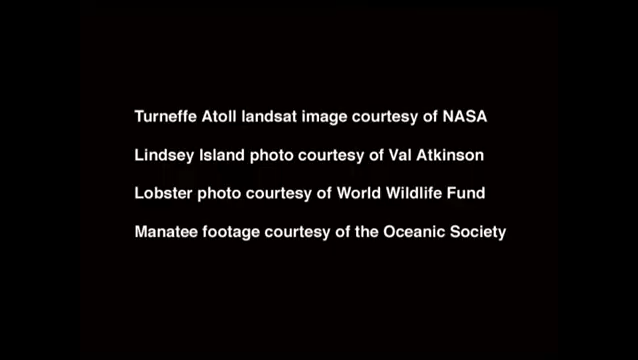 Turneffe Atoll landsat image courtesy of NASA
Lindsey Island photo courtesy of Val Atkinson
Lobster photo courtesy of World Wildlife Fund
Manatee footage courtesy of the Oceanic Society